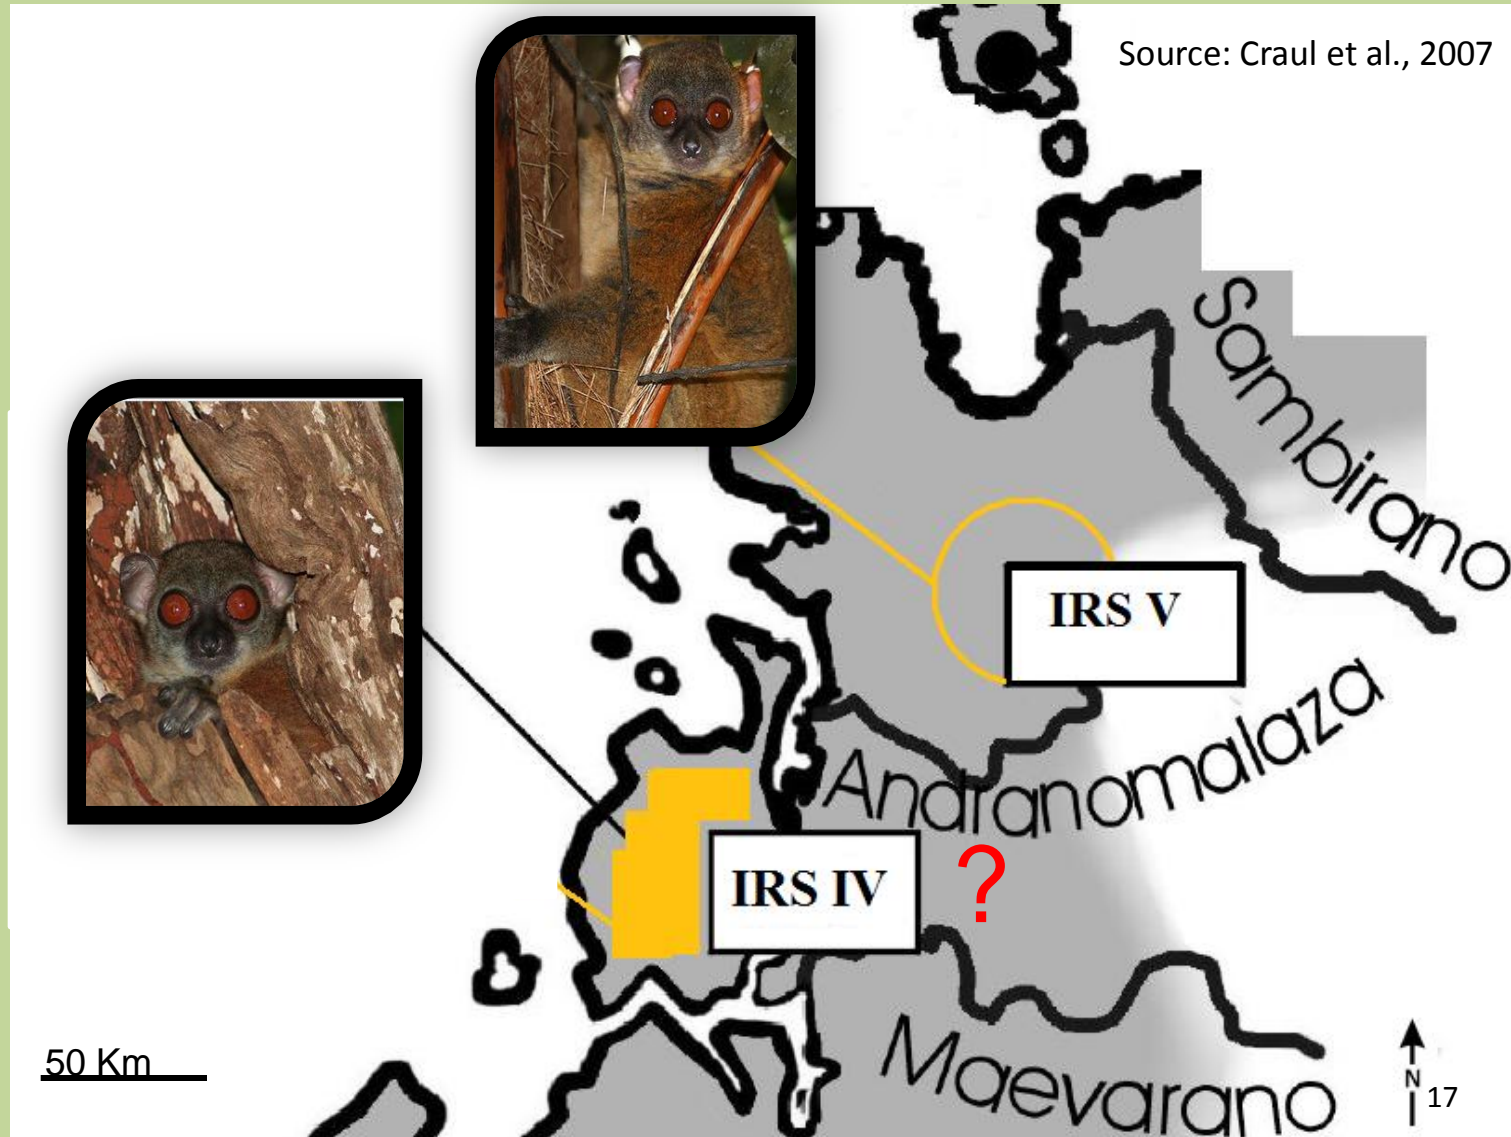 Source: Craul et al., 2007
Sambirano
IRS V
Andranomalaza
IRS IV
?
50 Km
Maevarano
N
17